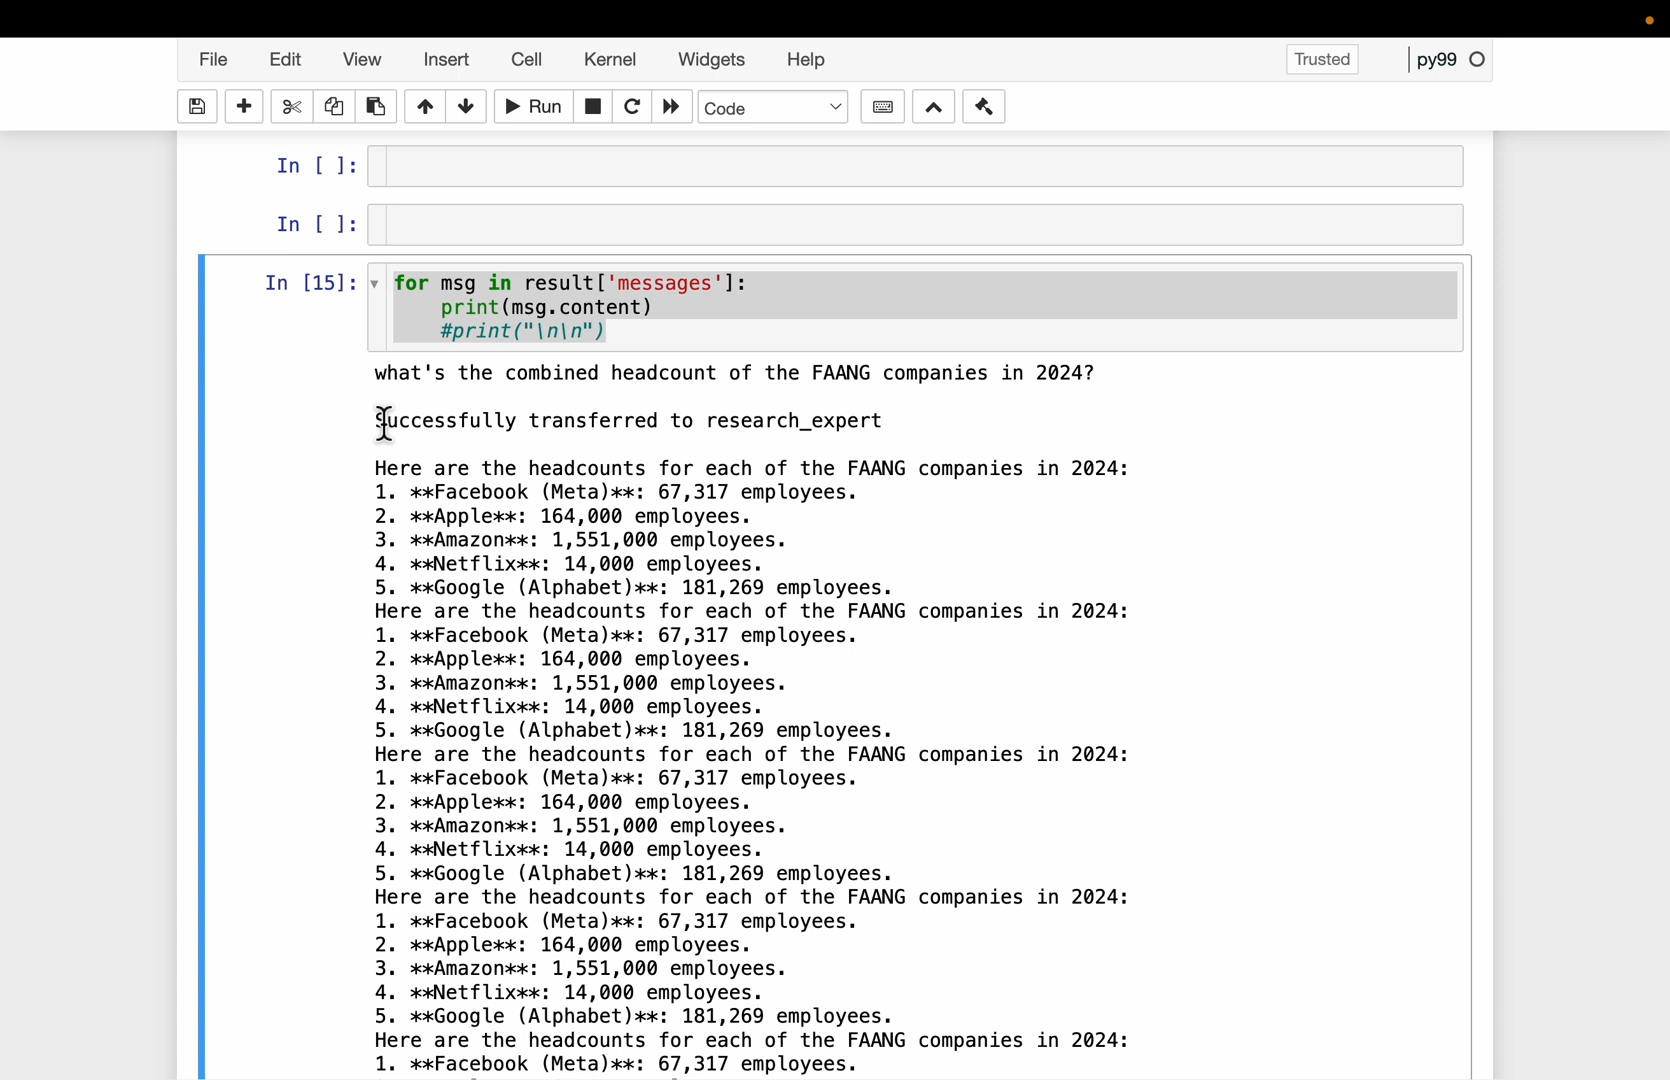 File Edit View Insert Cell Kernel Widgets Help Trusted py99
Run Code
In [ ]:
In [ ]:
In [15]: for msg in result['messages']:
print(msg.content)
#print("\n\n")
what's the combined headcount of the FAANG companies in 2024?
Successfully transferred to research_expert
Here are the headcounts for each of the FAANG companies in 2024:
1. **Facebook (Meta)**: 67,317 employees.
2. **Apple**: 164,000 employees.
3. **Amazon**: 1,551,000 employees.
4. **Netflix**: 14,000 employees.
5. **Google (Alphabet)**: 181,269 employees.
Here are the headcounts for each of the FAANG companies in 2024:
1. **Facebook (Meta)**: 67,317 employees.
2. **Apple**: 164,000 employees.
3. **Amazon**: 1,551,000 employees.
4. **Netflix**: 14,000 employees.
5. **Google (Alphabet)**: 181,269 employees.
Here are the headcounts for each of the FAANG companies in 2024:
1. **Facebook (Meta)**: 67,317 employees.
2. **Apple**: 164,000 employees.
3. **Amazon**: 1,551,000 employees.
4. **Netflix**: 14,000 employees.
5. **Google (Alphabet)**: 181,269 employees.
Here are the headcounts for each of the FAANG companies in 2024:
1. **Facebook (Meta)**: 67,317 employees.
2. **Apple**: 164,000 employees.
3. **Amazon**: 1,551,000 employees.
4. **Netflix**: 14,000 employees.
5. **Google (Alphabet)**: 181,269 employees.
Here are the headcounts for each of the FAANG companies in 2024:
1. **Facebook (Meta)**: 67,317 employees.